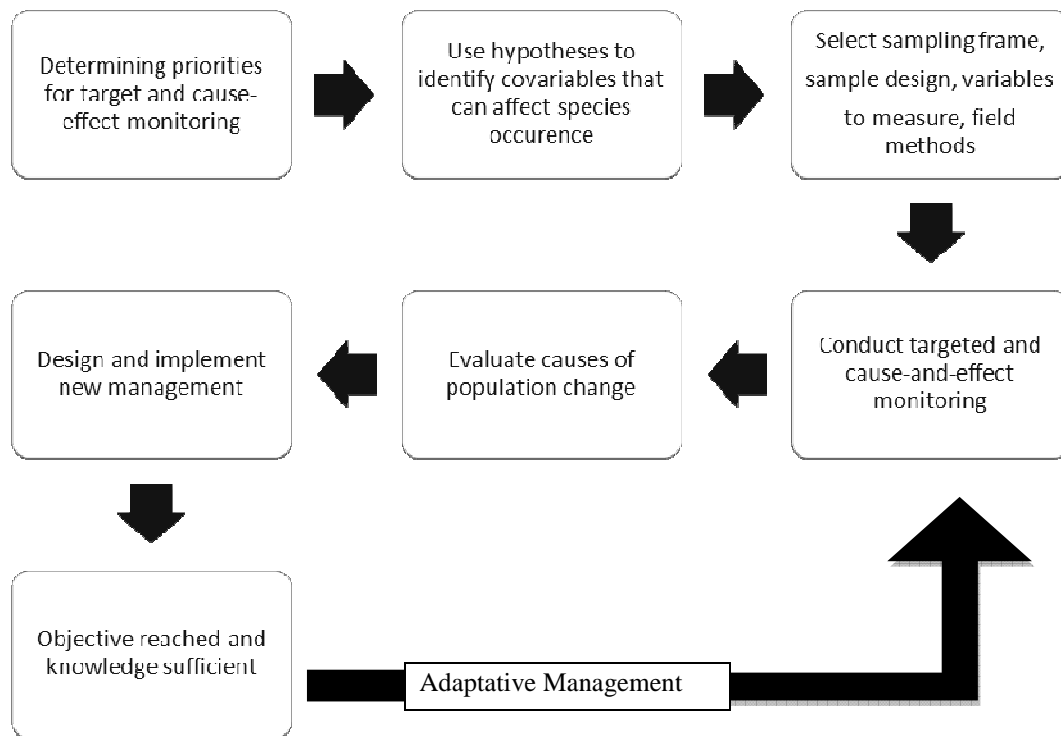 Determining priorities
for target and cause-
effect monitoring
Use hypotheses to
identify covariables that
can affect species
occurence
Select sampling frame,
sample design, variables
to measure, field
methods
Design and implement
new management
Evaluate causes of
population change
Conduct targeted and
cause-and-effect
monitoring
Objective reached and
knowledge sufficient
Adaptative Management